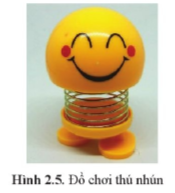 Hình 2.5. Đồ chơi thú nhún